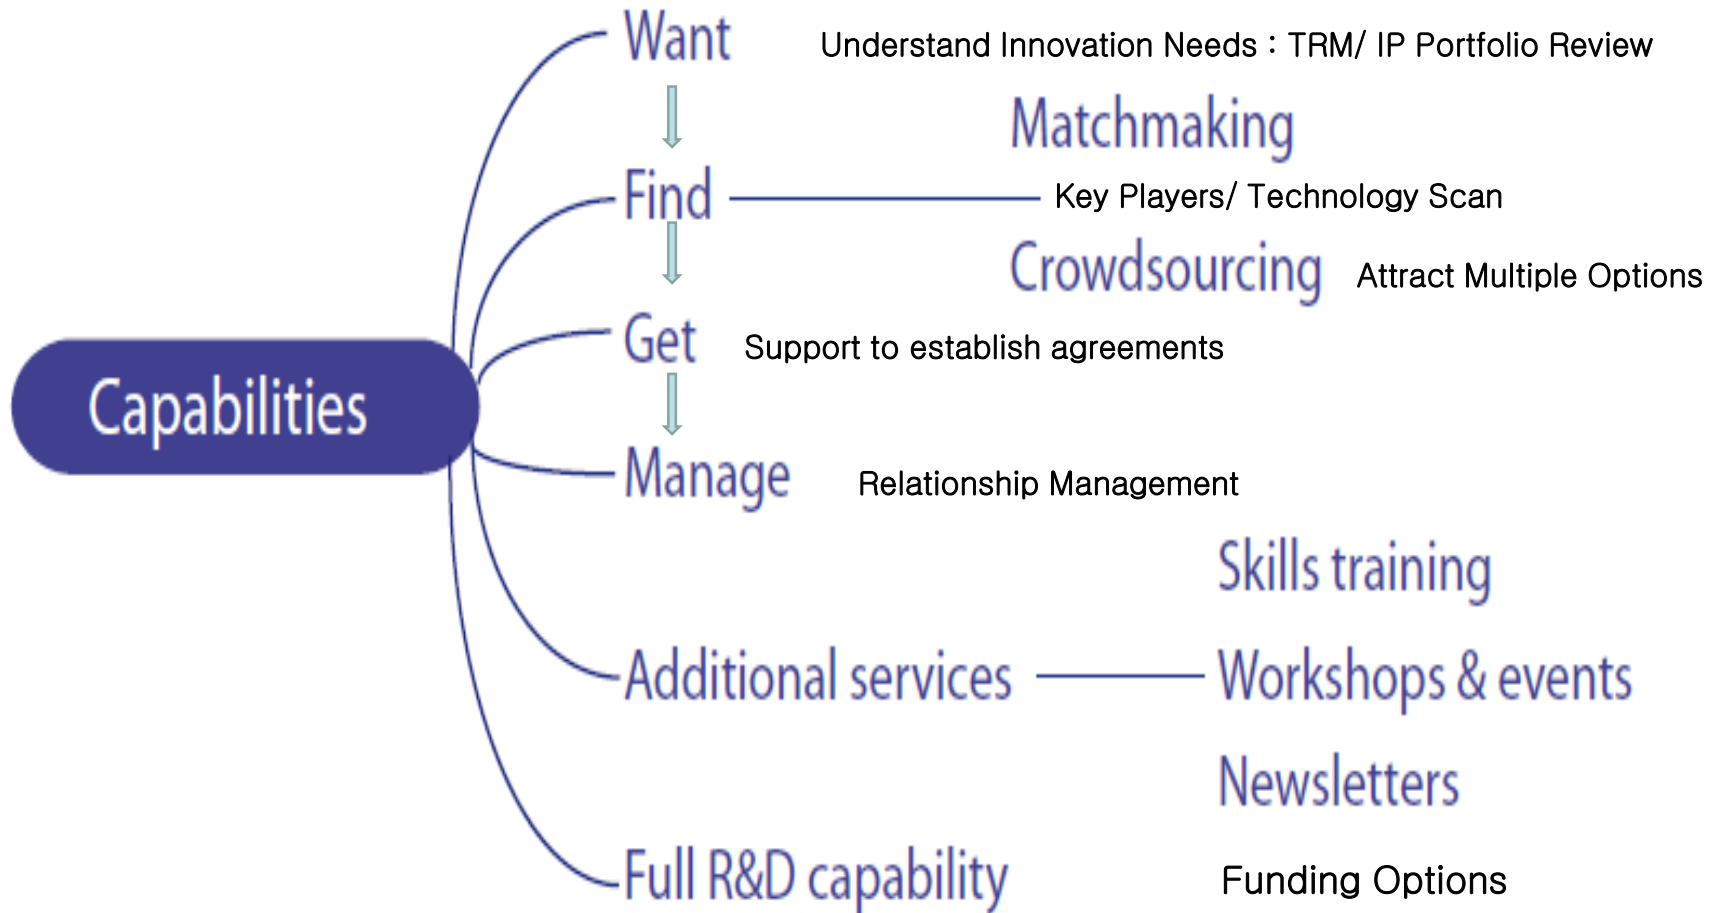 Want
Understand Innovation Needs : TRM/ IP Portfolio Review
Matchmaking
Find
Key Players/ Technology Scan
Crowdsourcing
Attract Multiple Options
Get
Support to establish agreements
Capabilities
Manage
Relationship Management
Skills training
Additional services
Workshops & events
Newsletters
Full R&D capability
Funding Options